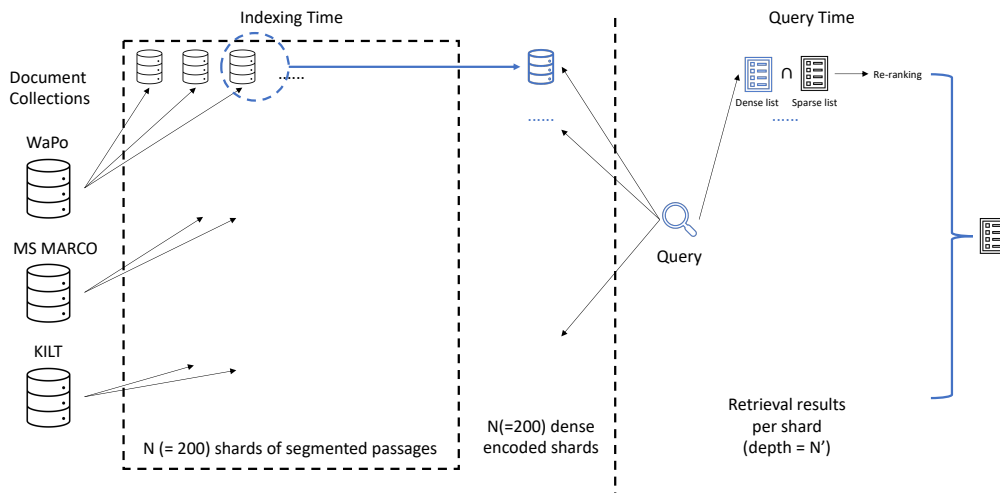 Indexing Time
Query Time
Document
Collections
......
......
Dense list
∩
Sparse list
......
Re-ranking
WaPo
MS MARCO
KILT
Query
N (= 200) shards of segmented passages
N(=200) dense
encoded shards
Retrieval results
per shard
(depth = N’)